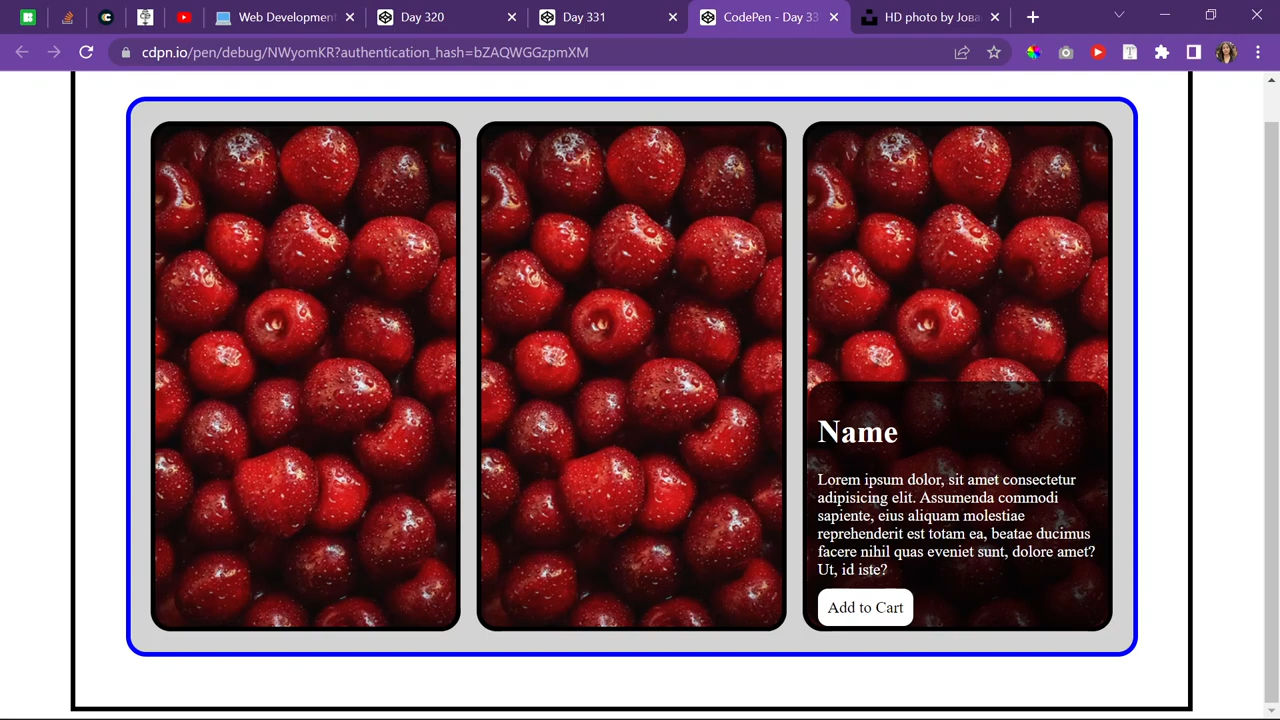 Web Development
Day 320
Day 331
CodePen - Day 33
HD photo by Јова
cdpn.io/pen/debug/NWyomKR?authentication_hash=bZAQWGGzpmXM
Name
Lorem ipsum dolor, sit amet consectetur
adipisicing elit. Assumenda commodi
sapiente, eius aliquam molestiae
reprehenderit est totam ea, beatae ducimus
facere nihil quas eveniet sunt, dolore amet?
Ut, id iste?
Add to Cart